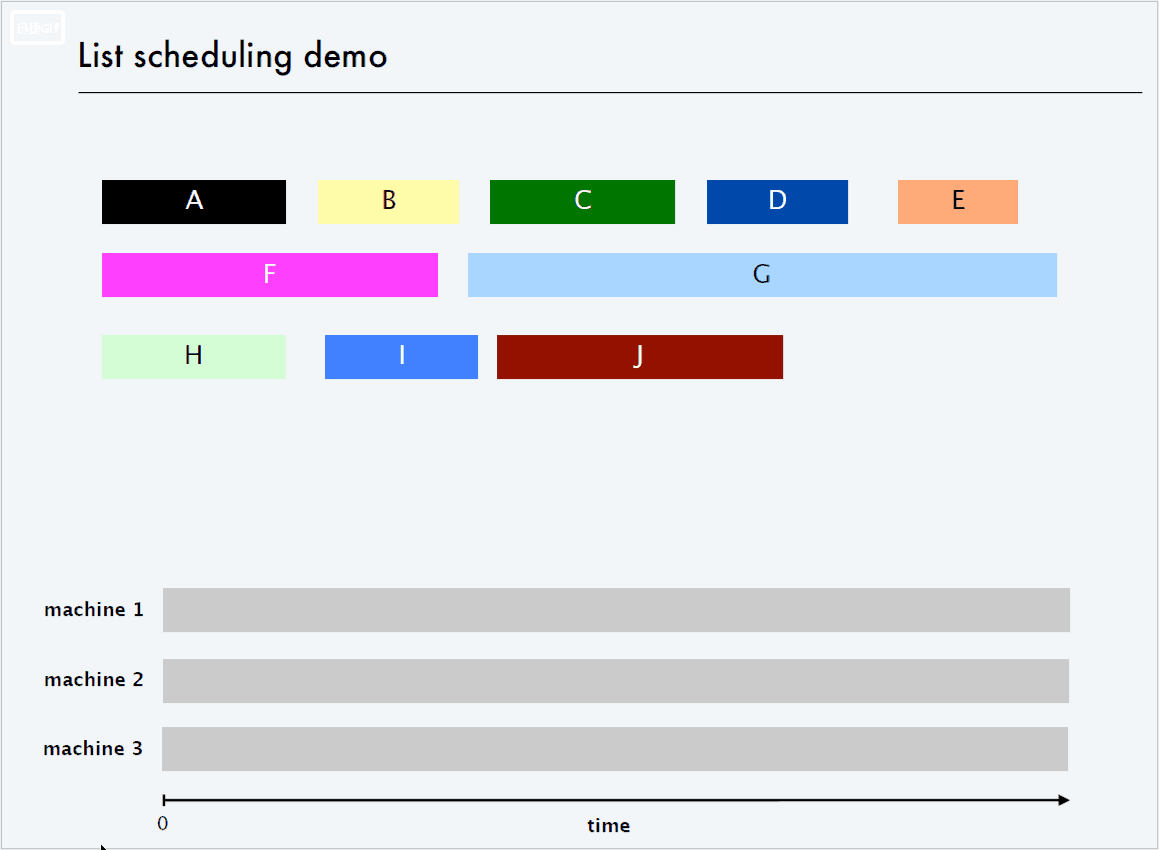 List scheduling demo
A B C D E
F G
H I J
machine 1
machine 2
machine 3
0
time